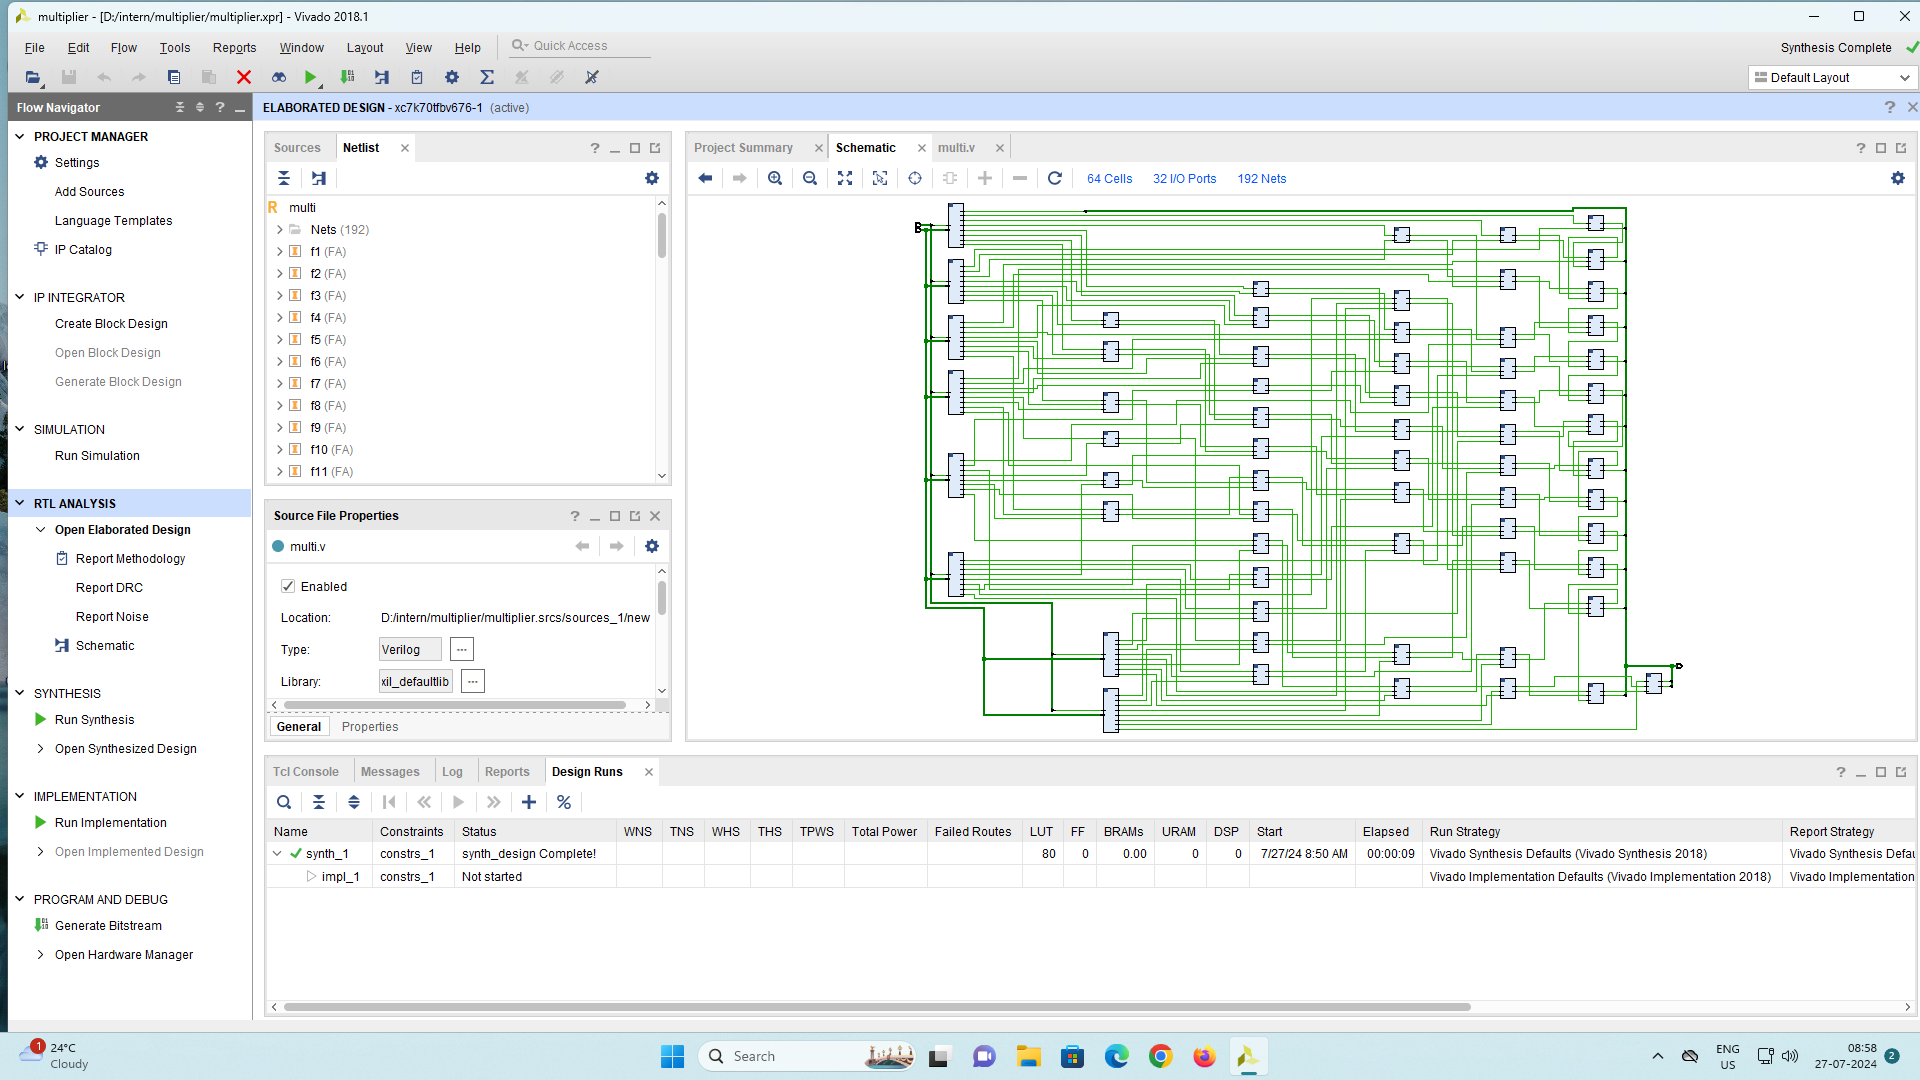 multiplier - [D:/intern/multiplier/multiplier.xpr] - Vivado 2018.1
File Edit Flow Tools Reports Window Layout View Help Quick Access
Synthesis Complete
Default Layout
Flow Navigator
PROJECT MANAGER
Settings
Add Sources
Language Templates
IP Catalog
IP INTEGRATOR
Create Block Design
Open Block Design
Generate Block Design
SIMULATION
Run Simulation
RTL ANALYSIS
Open Elaborated Design
Report Methodology
Report DRC
Report Noise
Schematic
SYNTHESIS
Run Synthesis
Open Synthesized Design
IMPLEMENTATION
Run Implementation
Open Implemented Design
PROGRAM AND DEBUG
Generate Bitstream
Open Hardware Manager
ELABORATED DESIGN - xc7k70tfbv676-1 (active)
Sources Netlist
multi
Nets (192)
f1 (FA)
f2 (FA)
f3 (FA)
f4 (FA)
f5 (FA)
f6 (FA)
f7 (FA)
f8 (FA)
f9 (FA)
f10 (FA)
f11 (FA)
Source File Properties
multi.v
Enabled
Location: D:/intern/multiplier/multiplier.srcs/sources_1/new
Type: Verilog
Library: xil_defaultlib
General Properties
Project Summary Schematic multi.v
64 Cells 32 I/O Ports 192 Nets
Tcl Console Messages Log Reports Design Runs
Name Constraints Status WNS TNS WHS THS TPWS Total Power Failed Routes LUT FF BRAMs URAM DSP Start Elapsed Run Strategy Report Strategy
synth_1 constrs_1 synth_design Complete! 80 0 0.00 0 0 7/27/24 8:50 AM 00:00:09 Vivado Synthesis Defaults (Vivado Synthesis 2018) Vivado Synthesis Defau
impl_1 constrs_1 Not started Vivado Implementation Defaults (Vivado Implementation 2018) Vivado Implementation
1
24°C
Cloudy
Search
ENG
US
08:58
27-07-2024
2